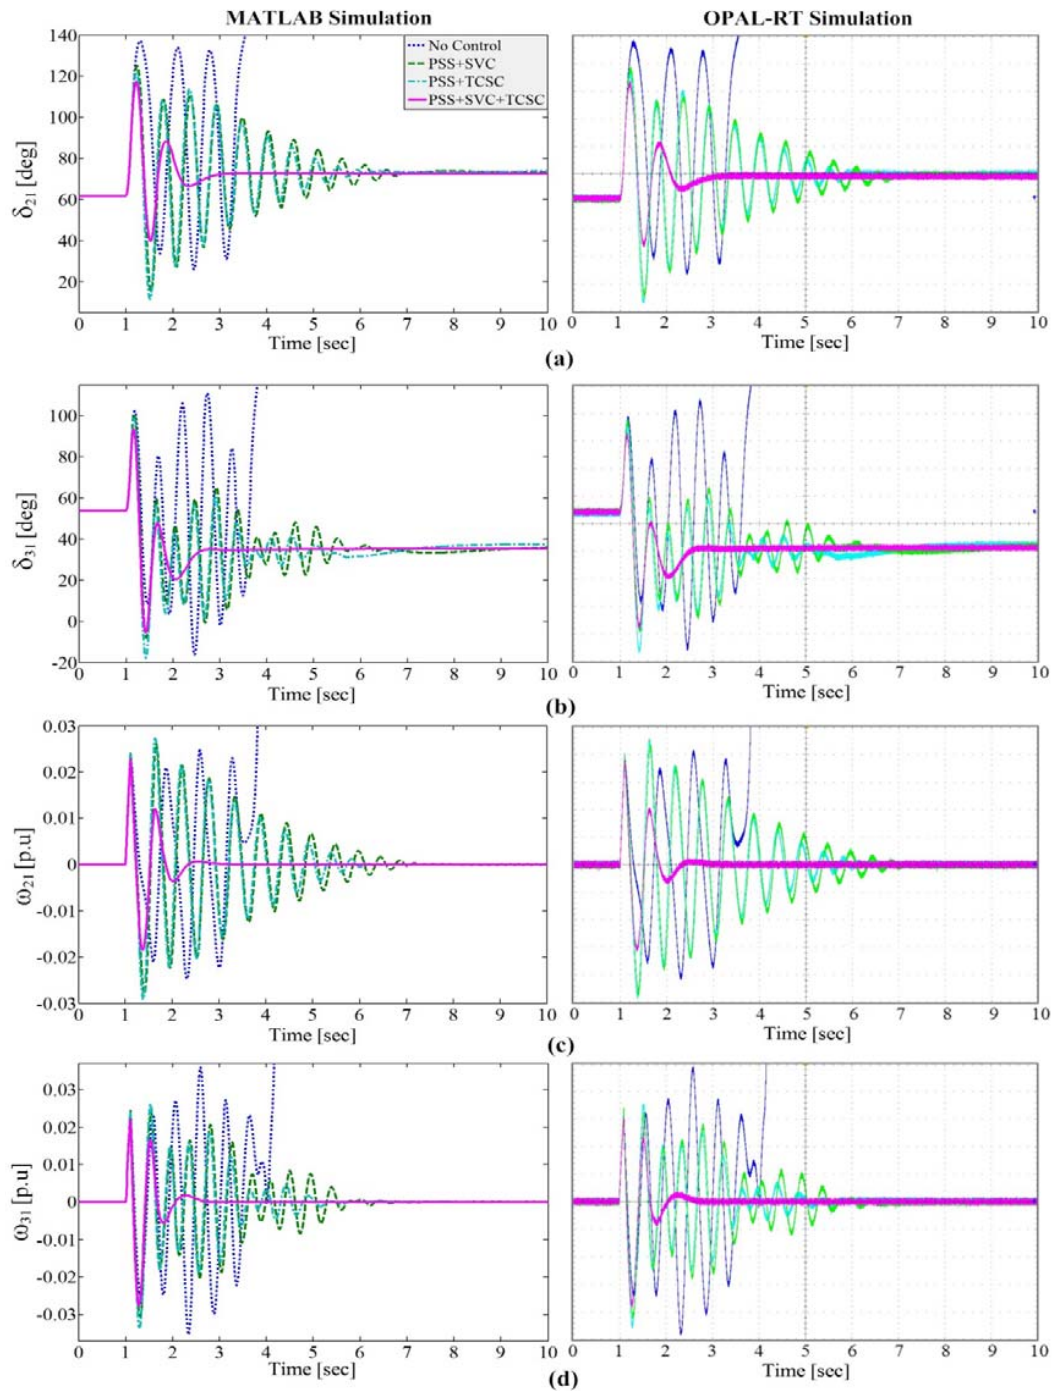 MATLAB Simulation OPAL-RT Simulation
No Control
PSS+SVC
PSS+TCSC
PSS+SVC+TCSC
δ21 [deg]
140
120
100
80
60
40
20
0 1 2 3 4 5 6 7 8 9 10
Time [sec]
0 1 2 3 4 5 6 7 8 9 10
Time [sec]
(a)
δ31 [deg]
100
80
60
40
20
0
-20
0 1 2 3 4 5 6 7 8 9 10
Time [sec]
0 1 2 3 4 5 6 7 8 9 10
Time [sec]
(b)
ω21 [p.u]
0.03
0.02
0.01
0
-0.01
-0.02
-0.03
0 1 2 3 4 5 6 7 8 9 10
Time [sec]
0 1 2 3 4 5 6 7 8 9 10
Time [sec]
(c)
ω31 [p.u]
0.03
0.02
0.01
0
-0.01
-0.02
-0.03
0 1 2 3 4 5 6 7 8 9 10
Time [sec]
0 1 2 3 4 5 6 7 8 9 10
Time [sec]
(d)